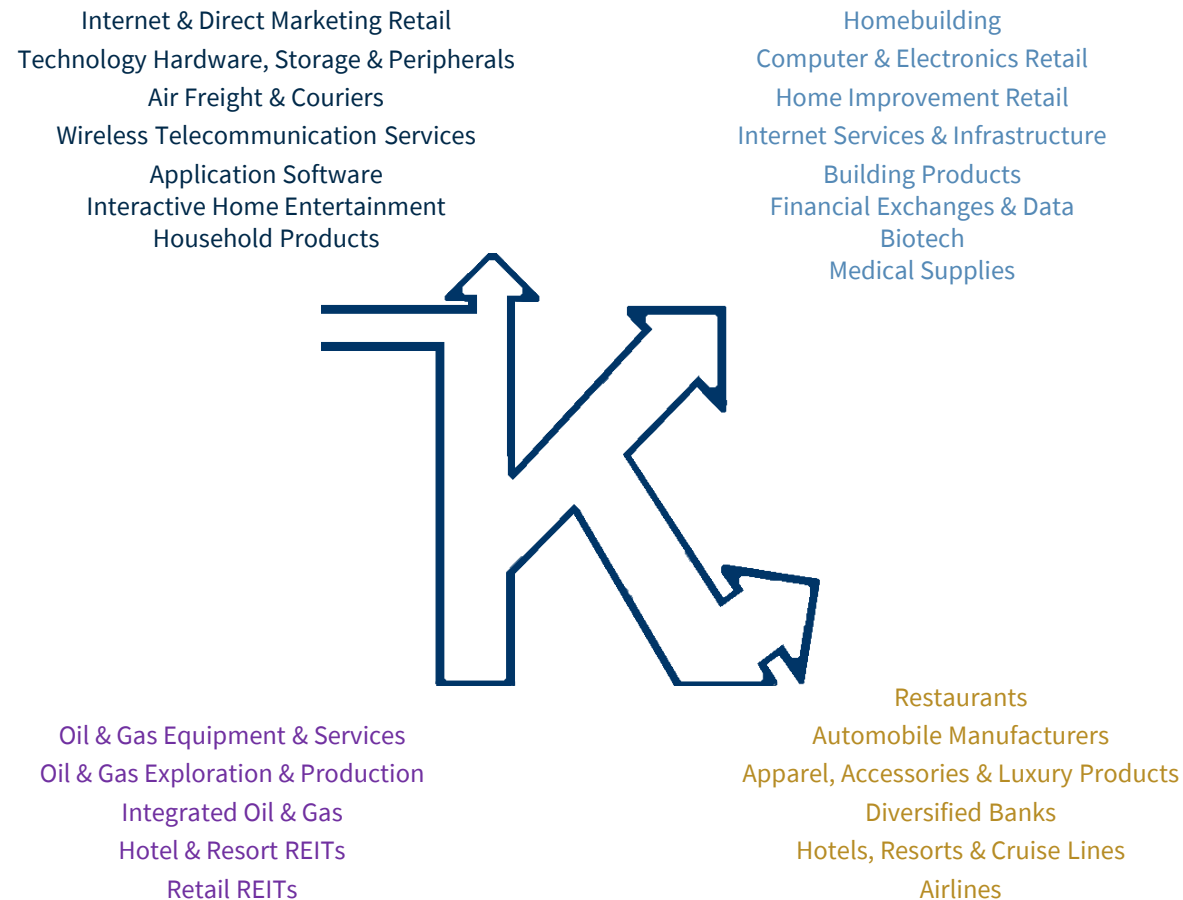 Internet & Direct Marketing Retail
Technology Hardware, Storage & Peripherals
Air Freight & Couriers
Wireless Telecommunication Services
Application Software
Interactive Home Entertainment
Household Products
Homebuilding
Computer & Electronics Retail
Home Improvement Retail
Internet Services & Infrastructure
Building Products
Financial Exchanges & Data
Biotech
Medical Supplies
K
Oil & Gas Equipment & Services
Oil & Gas Exploration & Production
Integrated Oil & Gas
Hotel & Resort REITs
Retail REITs
Restaurants
Automobile Manufacturers
Apparel, Accessories & Luxury Products
Diversified Banks
Hotels, Resorts & Cruise Lines
Airlines